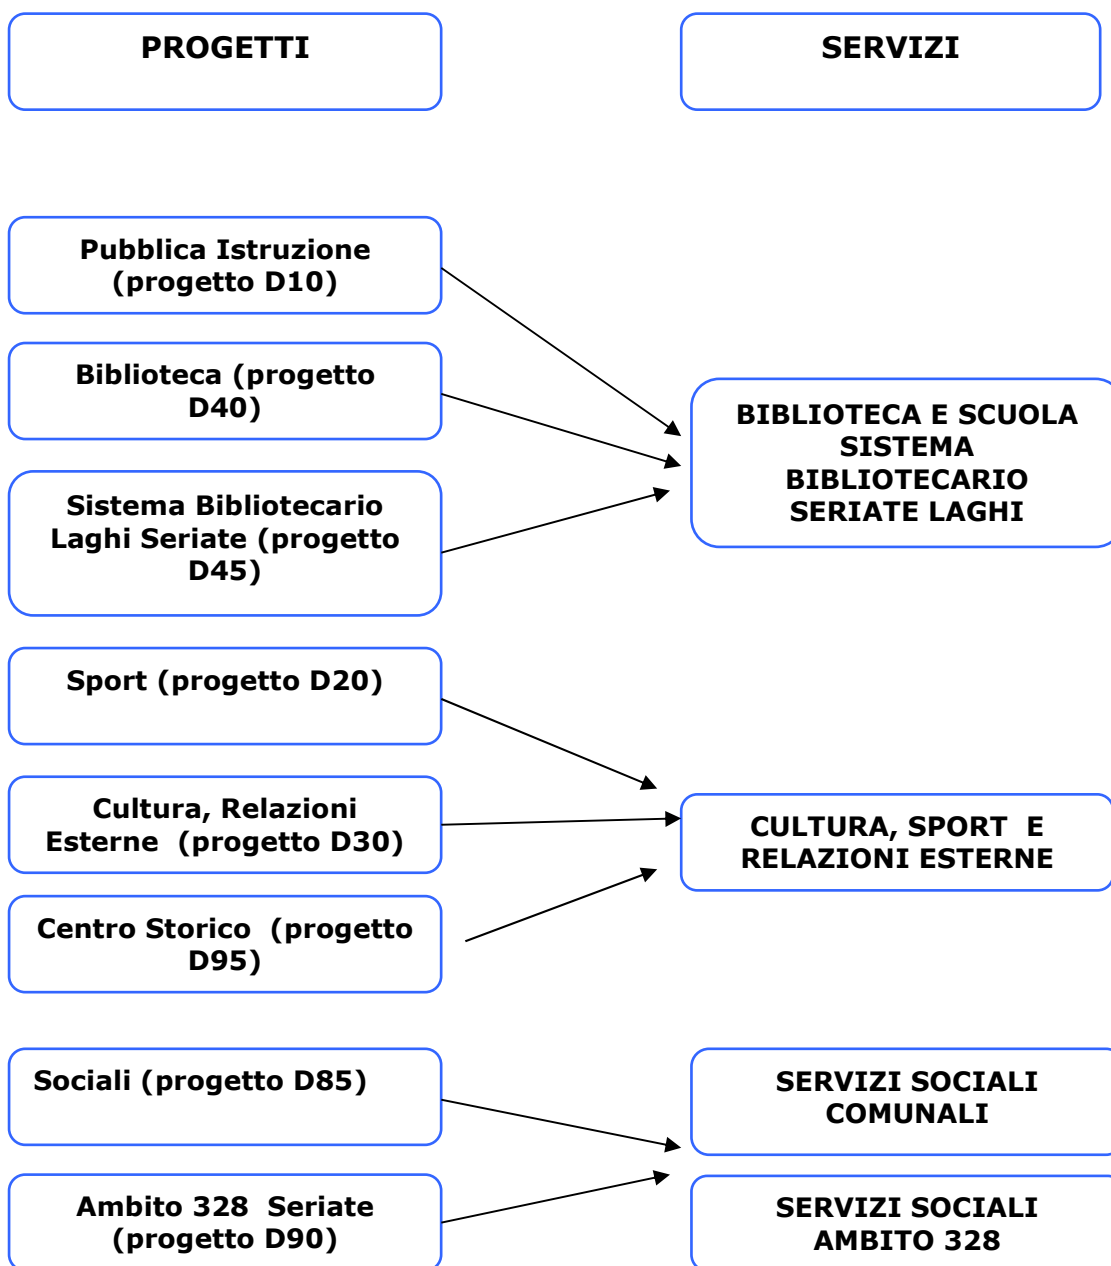 PROGETTI
SERVIZI
Pubblica Istruzione
(progetto D10)
Biblioteca (progetto
D40)
Sistema Bibliotecario
Laghi Seriate (progetto
D45)
BIBLIOTECA E SCUOLA
SISTEMA
BIBLIOTECARIO
SERIATE LAGHI
Sport (progetto D20)
Cultura, Relazioni
Esterne (progetto D30)
Centro Storico (progetto
D95)
CULTURA, SPORT E
RELAZIONI ESTERNE
Sociali (progetto D85)
Ambito 328 Seriate
(progetto D90)
SERVIZI SOCIALI
COMUNALI
SERVIZI SOCIALI
AMBITO 328